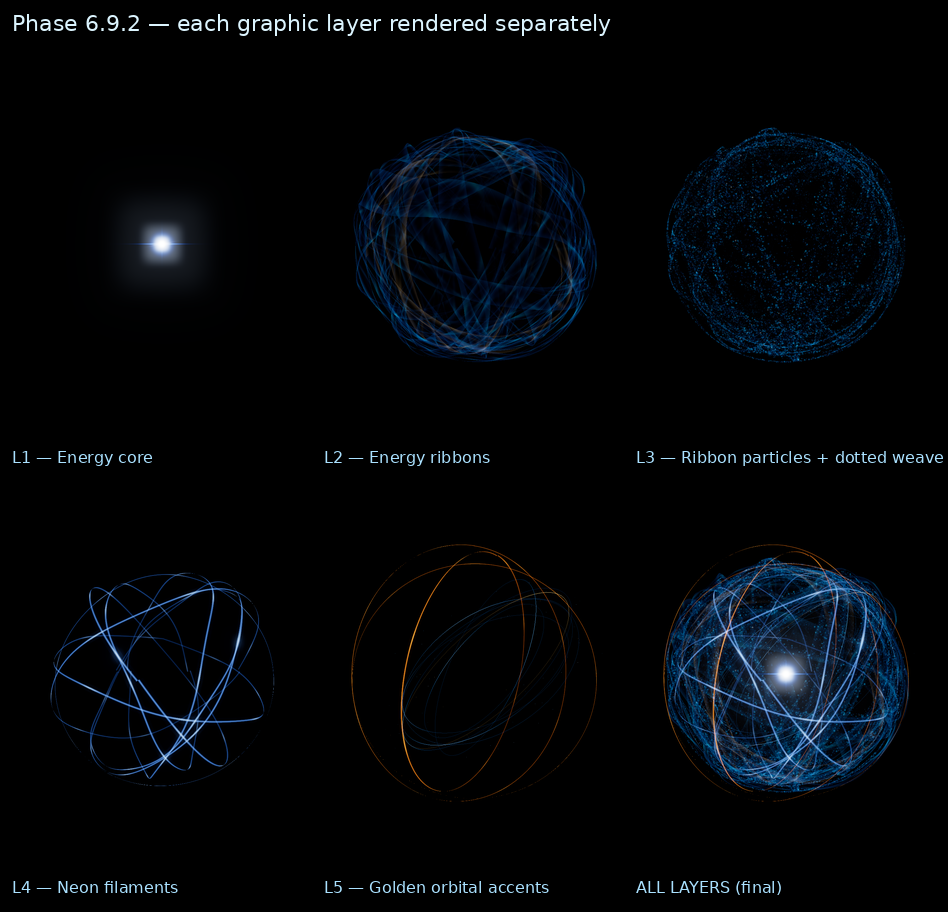 Phase 6.9.2 — each graphic layer rendered separately
L1 — Energy core
L2 — Energy ribbons
L3 — Ribbon particles + dotted weave
L4 — Neon filaments
L5 — Golden orbital accents
ALL LAYERS (final)